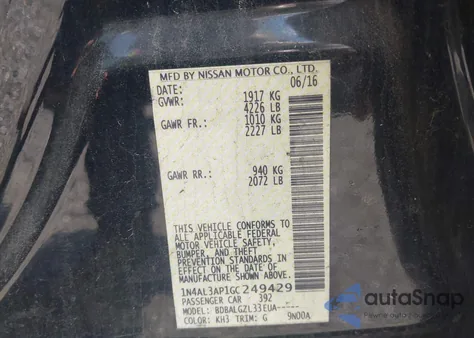 MFD BY NISSAN MOTOR CO., LTD.
DATE: 06/16
GVWR: 1917 KG
4226 LB
GAWR FR.: 1010 KG
2227 LB
GAWR RR.: 940 KG
2072 LB
THIS VEHICLE CONFORMS TO
ALL APPLICABLE FEDERAL
MOTOR VEHICLE SAFETY,
BUMPER, AND THEFT
PREVENTION STANDARDS IN
EFFECT ON THE DATE OF
MANUFACTURE SHOWN ABOVE.
1N4AL3AP1GC249429
PASSENGER CAR 392
MODEL: BDBALGZL33EUA-----
COLOR: KH3 TRIM: G 9N00A
autoSnap